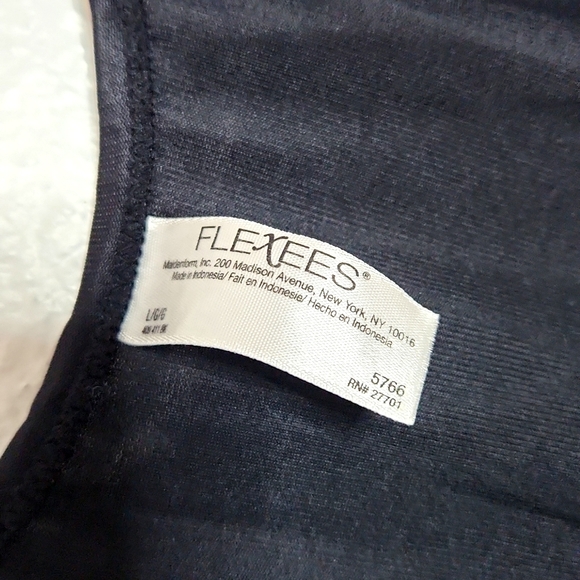 FLEXEES®
Maidenform, Inc. 200 Madison Avenue, New York, NY 10016
Made in Indonesia/ Fait en Indonesie/ Hecho en Indonesia
L/G/G
5766
RN# 27701